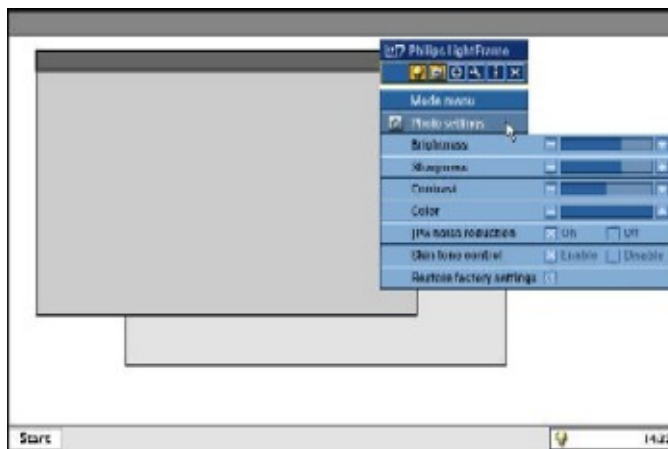 Philips LightFrame
Mode menu
Photo settings
Brightness
Sharpness
Contrast
Color
JPG noise reduction On Off
Skin tone control Enable Disable
Restore factory settings
Start